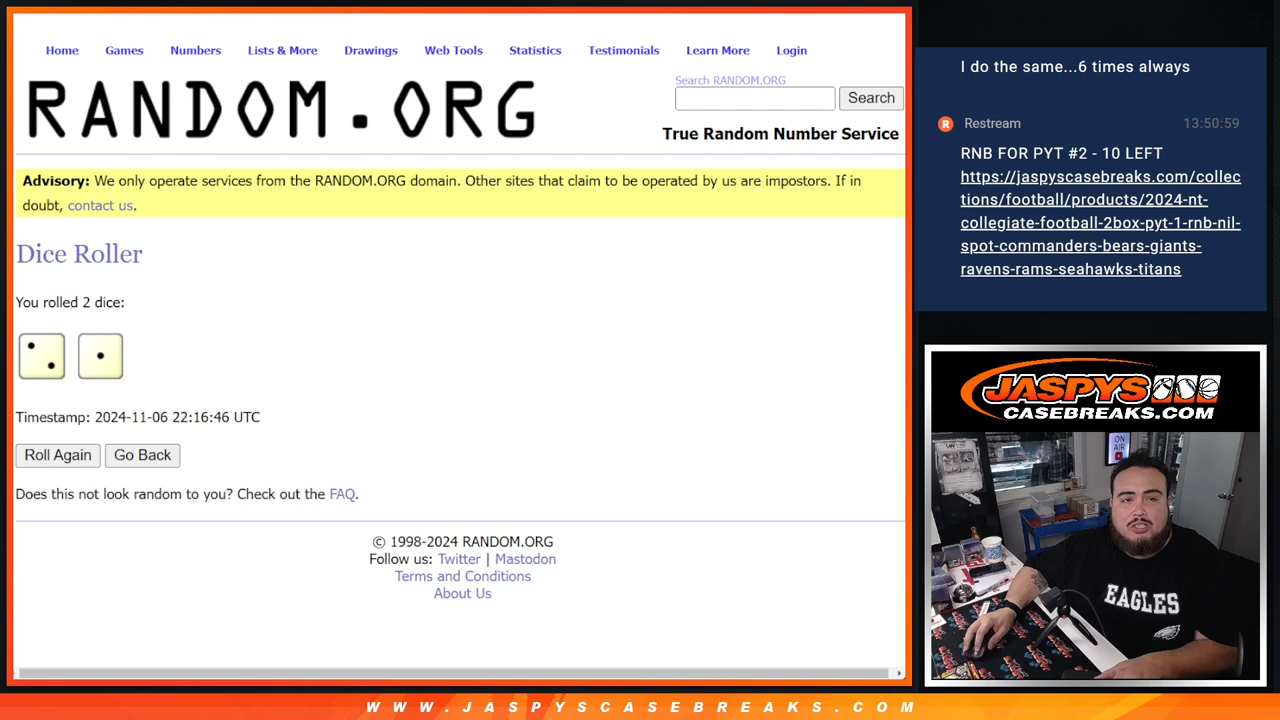 Home Games Numbers Lists & More Drawings Web Tools Statistics Testimonials Learn More Login
RANDOM.ORG
Search RANDOM.ORG
Search
True Random Number Service
Advisory: We only operate services from the RANDOM.ORG domain. Other sites that claim to be operated by us are impostors. If in
doubt, contact us.
Dice Roller
You rolled 2 dice:
Timestamp: 2024-11-06 22:16:46 UTC
Roll Again Go Back
Does this not look random to you? Check out the FAQ.
© 1998-2024 RANDOM.ORG
Follow us: Twitter | Mastodon
Terms and Conditions
About Us
I do the same...6 times always
R Restream 13:50:59
RNB FOR PYT #2 - 10 LEFT
https://jaspyscasebreaks.com/collec
tions/football/products/2024-nt-
collegiate-football-2box-pyt-1-rnb-nil-
spot-commanders-bears-giants-
ravens-rams-seahawks-titans
JASPYS
CASEBREAKS.COM
ON
AIR
EAGLES
WWW.JASPYSCASEBREAKS.COM